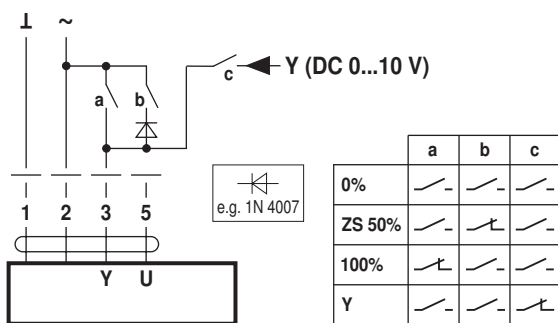 ⊥ ~
a b c Y (DC 0...10 V)
1 2 3 5
Y U
e.g. 1N 4007
a b c
0%
ZS 50%
100%
Y